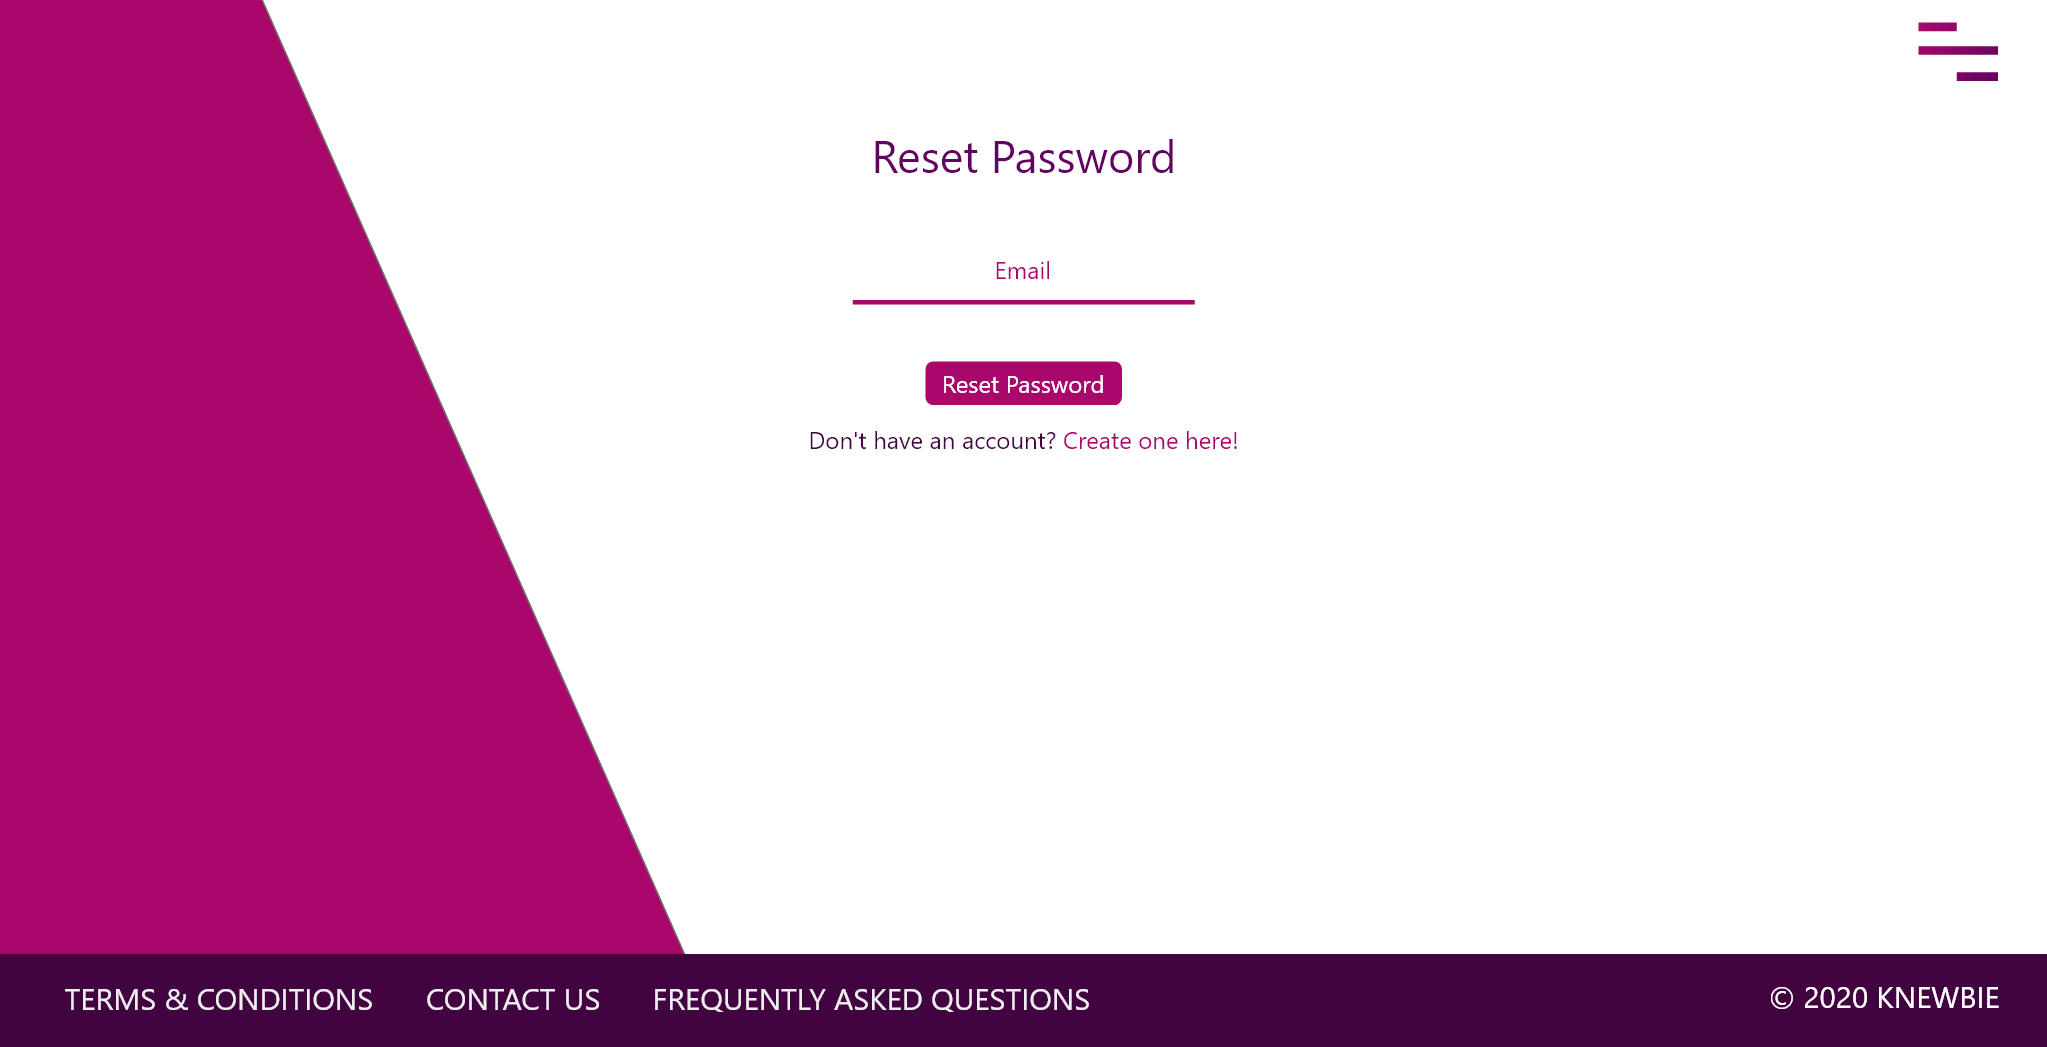 Reset Password
Email
Reset Password
Don't have an account? Create one here!
TERMS & CONDITIONS CONTACT US FREQUENTLY ASKED QUESTIONS © 2020 KNEWBIE